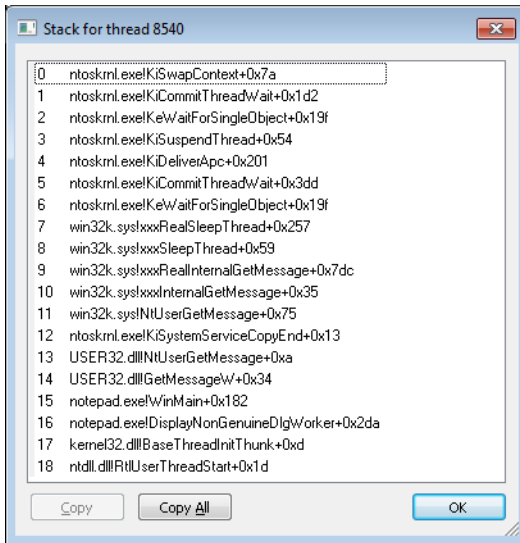 Stack for thread 8540
0 ntoskrnl.exe!KiSwapContext+0x7a
1 ntoskrnl.exe!KiCommitThreadWait+0x1d2
2 ntoskrnl.exe!KeWaitForSingleObject+0x19f
3 ntoskrnl.exe!KiSuspendThread+0x54
4 ntoskrnl.exe!KiDeliverApc+0x201
5 ntoskrnl.exe!KiCommitThreadWait+0x3dd
6 ntoskrnl.exe!KeWaitForSingleObject+0x19f
7 win32k.sys!xxxRealSleepThread+0x257
8 win32k.sys!xxxSleepThread+0x59
9 win32k.sys!xxxRealInternalGetMessage+0x7dc
10 win32k.sys!xxxInternalGetMessage+0x35
11 win32k.sys!NtUserGetMessage+0x75
12 ntoskrnl.exe!KiSystemServiceCopyEnd+0x13
13 USER32.dll!NtUserGetMessage+0xa
14 USER32.dll!GetMessageW+0x34
15 notepad.exe!WinMain+0x182
16 notepad.exe!DisplayNonGenuineDlgWorker+0x2da
17 kernel32.dll!BaseThreadInitThunk+0xd
18 ntdll.dll!RtlUserThreadStart+0x1d
Copy Copy All OK